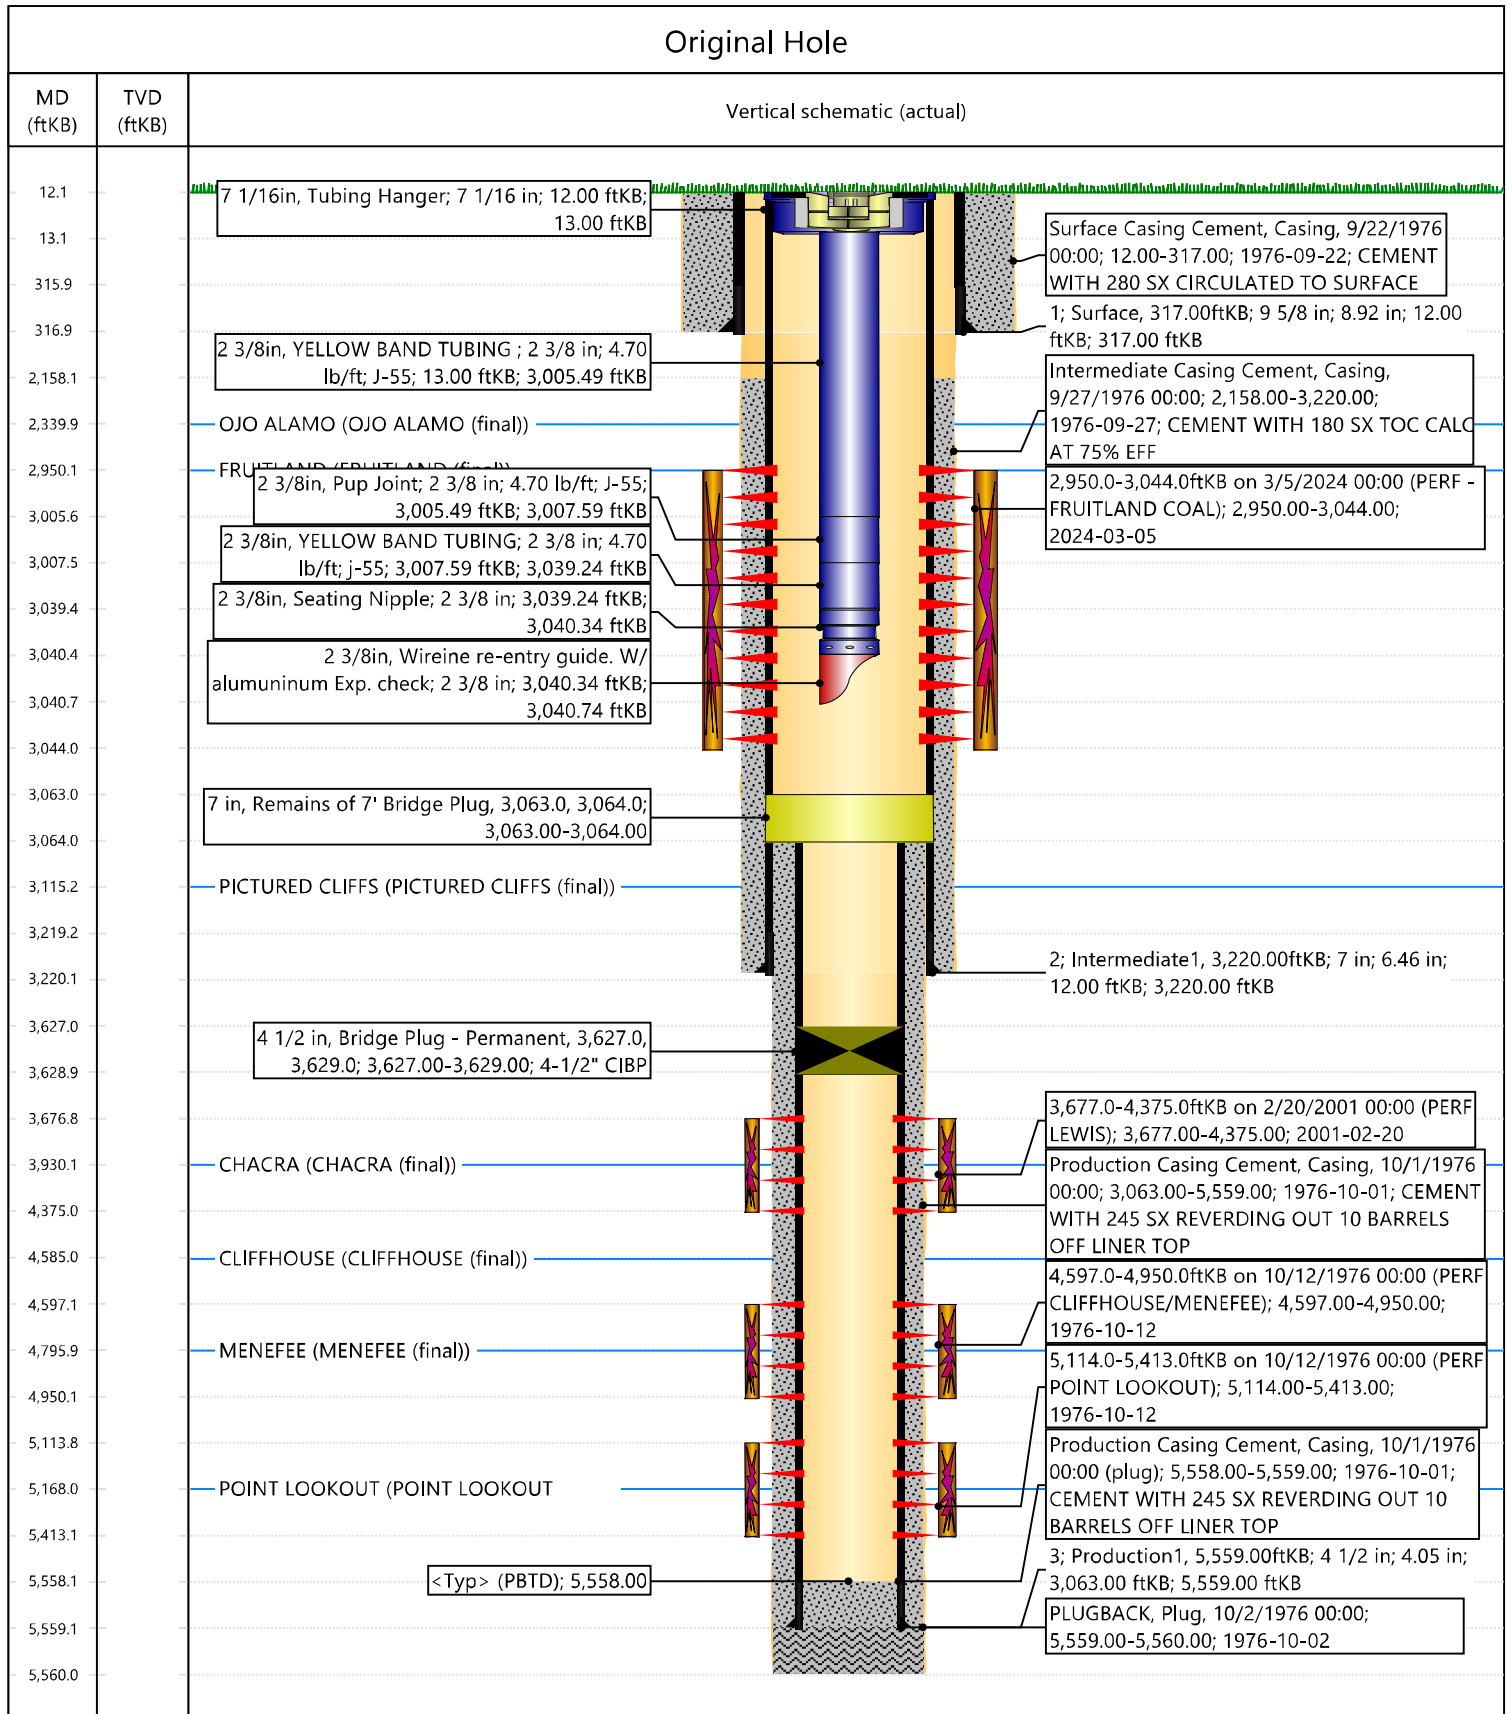 Original Hole
MD
(ftKB)
TVD
(ftKB)
Vertical schematic (actual)
12.1
13.1
315.9
316.9
2,158.1
2,339.9
2,950.1
3,005.6
3,007.5
3,039.4
3,040.4
3,040.7
3,044.0
3,063.0
3,064.0
3,115.2
3,219.2
3,220.1
3,627.0
3,628.9
3,676.8
3,930.1
4,375.0
4,585.0
4,597.1
4,795.9
4,950.1
5,113.8
5,168.0
5,413.1
5,558.1
5,559.1
5,560.0
7 1/16in, Tubing Hanger; 7 1/16 in; 12.00 ftKB;
13.00 ftKB
2 3/8in, YELLOW BAND TUBING ; 2 3/8 in; 4.70
lb/ft; J-55; 13.00 ftKB; 3,005.49 ftKB
OJO ALAMO (OJO ALAMO (final))
FRUITLAND (FRUITLAND (final))
2 3/8in, Pup Joint; 2 3/8 in; 4.70 lb/ft; J-55;
3,005.49 ftKB; 3,007.59 ftKB
2 3/8in, YELLOW BAND TUBING; 2 3/8 in; 4.70
lb/ft; j-55; 3,007.59 ftKB; 3,039.24 ftKB
2 3/8in, Seating Nipple; 2 3/8 in; 3,039.24 ftKB;
3,040.34 ftKB
2 3/8in, Wireine re-entry guide. W/
alumuninum Exp. check; 2 3/8 in; 3,040.34 ftKB;
3,040.74 ftKB
7 in, Remains of 7' Bridge Plug, 3,063.0, 3,064.0;
3,063.00-3,064.00
PICTURED CLIFFS (PICTURED CLIFFS (final))
4 1/2 in, Bridge Plug - Permanent, 3,627.0,
3,629.0; 3,627.00-3,629.00; 4-1/2" CIBP
CHACRA (CHACRA (final))
CLIFFHOUSE (CLIFFHOUSE (final))
MENEFEE (MENEFEE (final))
POINT LOOKOUT (POINT LOOKOUT
<Typ> (PBTD); 5,558.00
Surface Casing Cement, Casing, 9/22/1976
00:00; 12.00-317.00; 1976-09-22; CEMENT
WITH 280 SX CIRCULATED TO SURFACE
1; Surface, 317.00ftKB; 9 5/8 in; 8.92 in; 12.00
ftKB; 317.00 ftKB
Intermediate Casing Cement, Casing,
9/27/1976 00:00; 2,158.00-3,220.00;
1976-09-27; CEMENT WITH 180 SX TOC CALC
AT 75% EFF
2,950.0-3,044.0ftKB on 3/5/2024 00:00 (PERF -
FRUITLAND COAL); 2,950.00-3,044.00;
2024-03-05
2; Intermediate1, 3,220.00ftKB; 7 in; 6.46 in;
12.00 ftKB; 3,220.00 ftKB
3,677.0-4,375.0ftKB on 2/20/2001 00:00 (PERF
LEWIS); 3,677.00-4,375.00; 2001-02-20
Production Casing Cement, Casing, 10/1/1976
00:00; 3,063.00-5,559.00; 1976-10-01; CEMENT
WITH 245 SX REVERDING OUT 10 BARRELS
OFF LINER TOP
4,597.0-4,950.0ftKB on 10/12/1976 00:00 (PERF
CLIFFHOUSE/MENEFEE); 4,597.00-4,950.00;
1976-10-12
5,114.0-5,413.0ftKB on 10/12/1976 00:00 (PERF
POINT LOOKOUT); 5,114.00-5,413.00;
1976-10-12
Production Casing Cement, Casing, 10/1/1976
00:00 (plug); 5,558.00-5,559.00; 1976-10-01;
CEMENT WITH 245 SX REVERDING OUT 10
BARRELS OFF LINER TOP
3; Production1, 5,559.00ftKB; 4 1/2 in; 4.05 in;
3,063.00 ftKB; 5,559.00 ftKB
PLUGBACK, Plug, 10/2/1976 00:00;
5,559.00-5,560.00; 1976-10-02